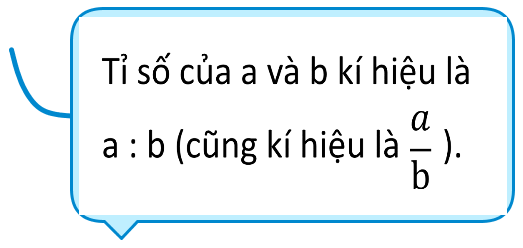 Tỉ số của a và b kí hiệu là
a : b (cũng kí hiệu là a/b ).